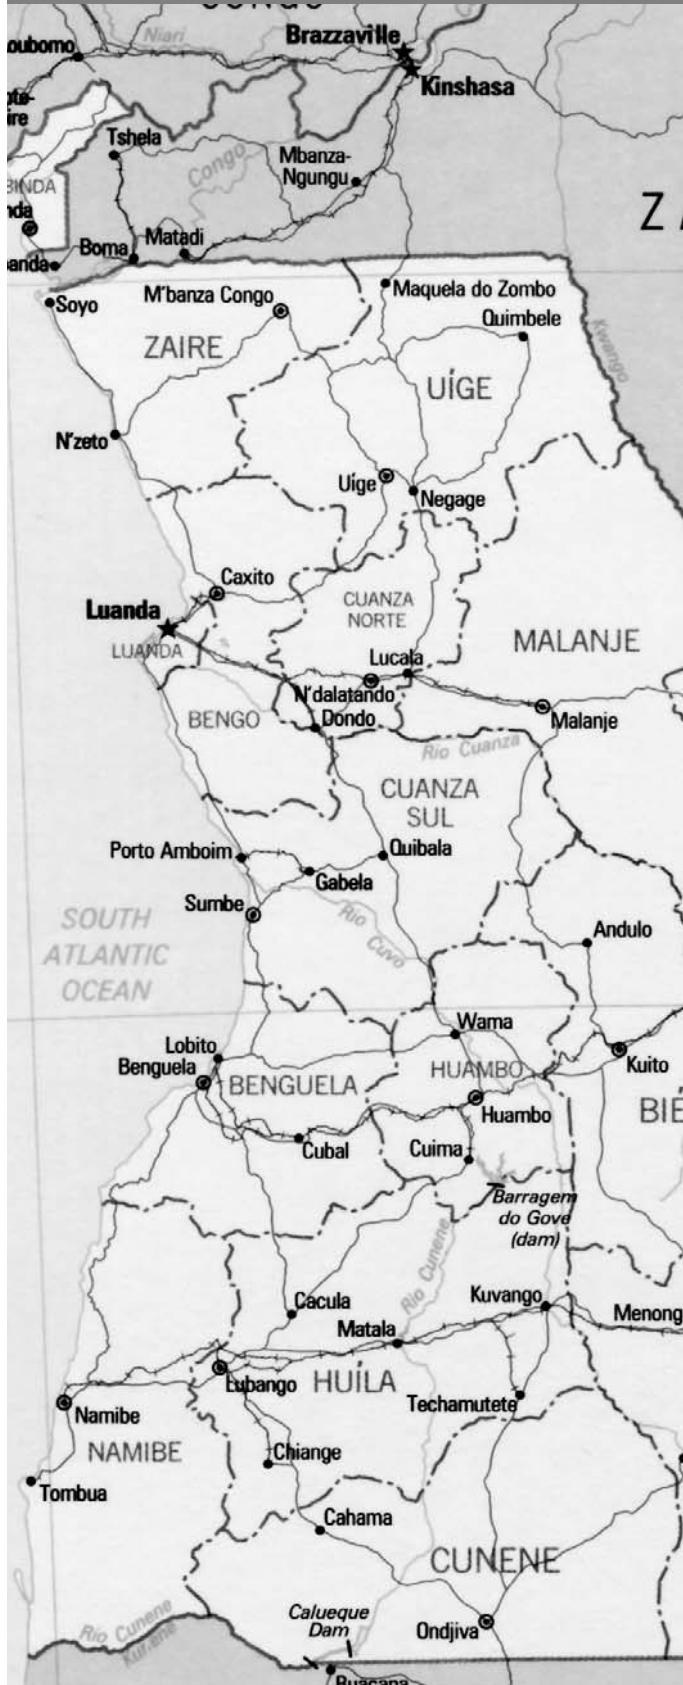 Niari
Brazzaville
Kinshasa
Tshela
Congo
Mbanza-
Ngungu
Boma
Matadi
Soyo
M'banza Congo
Maquela do Zombo
Quimbele
ZAIRE
Kwango
UÍGE
N'zeto
Uíge
Negage
Caxito
CUANZA
NORTE
Luanda
LUANDA
MALANJE
Lucala
N'dalatando
BENGO
Dondo
Malanje
Rio Cuanza
CUANZA
SUL
Porto Amboim
Quibala
Gabela
Sumbe
Rio Cuvo
SOUTH
ATLANTIC
OCEAN
Andulo
Wama
Lobito
Benguela
BENGUELA
HUAMBO
Kuito
Huambo
Cubal
Cuima
Barragem
do Gove
(dam)
Rio Cunene
Cacula
Kuvango
Matala
Menong
Lubango
HUÍLA
Techamutete
Namibe
NAMIBE
Chiange
Tombua
Cahama
CUNENE
Calueque
Dam
Ondjiva
Rio Cunene